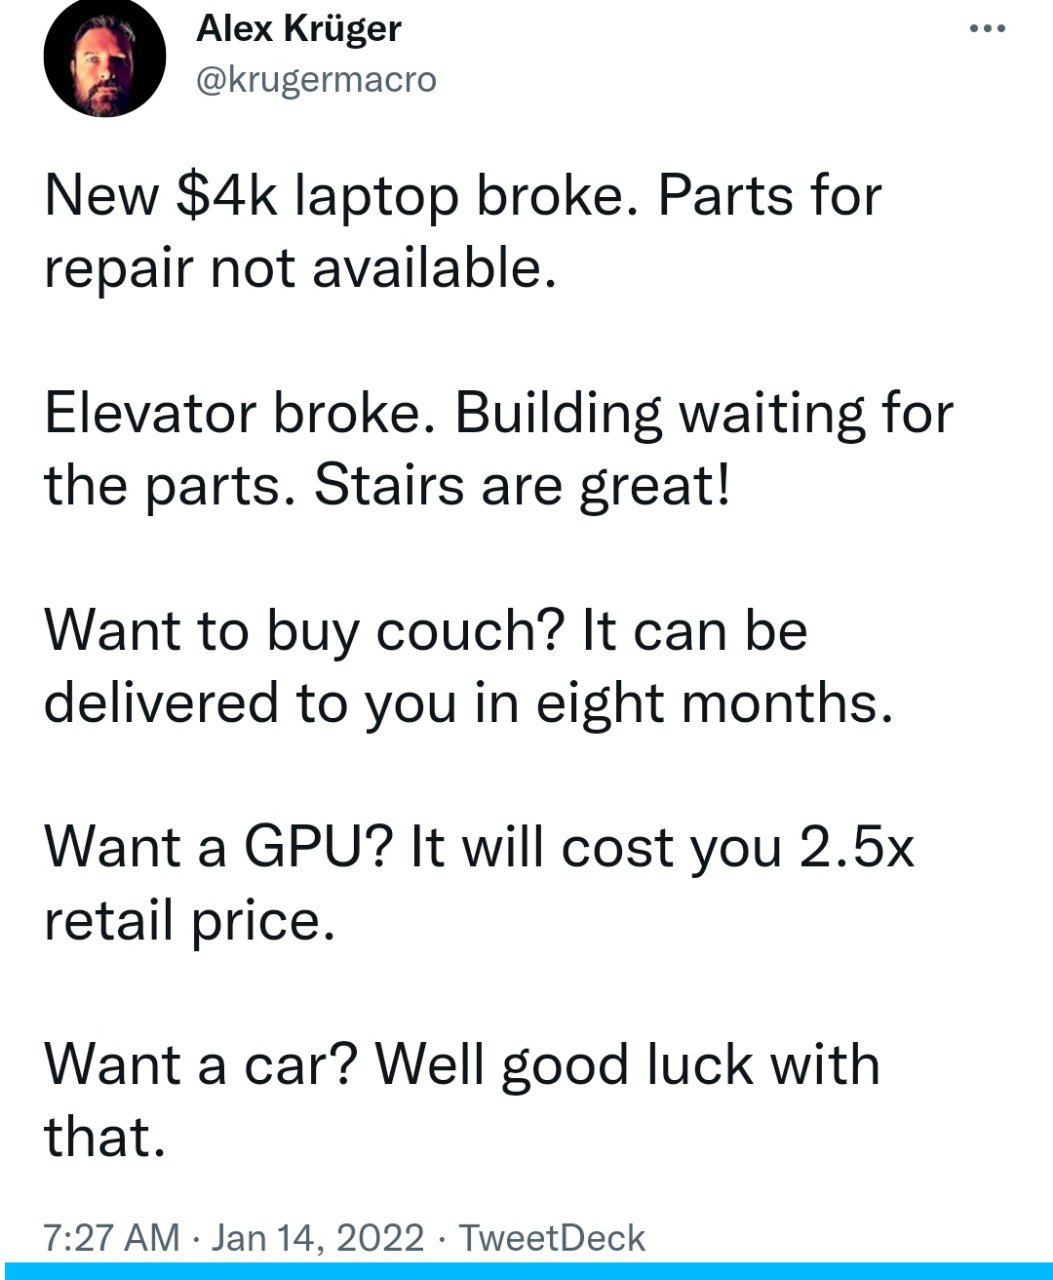 Alex Krüger
@krugermacro
New $4k laptop broke. Parts for
repair not available.
Elevator broke. Building waiting for
the parts. Stairs are great!
Want to buy couch? It can be
delivered to you in eight months.
Want a GPU? It will cost you 2.5x
retail price.
Want a car? Well good luck with
that.
7:27 AM · Jan 14, 2022 · TweetDeck